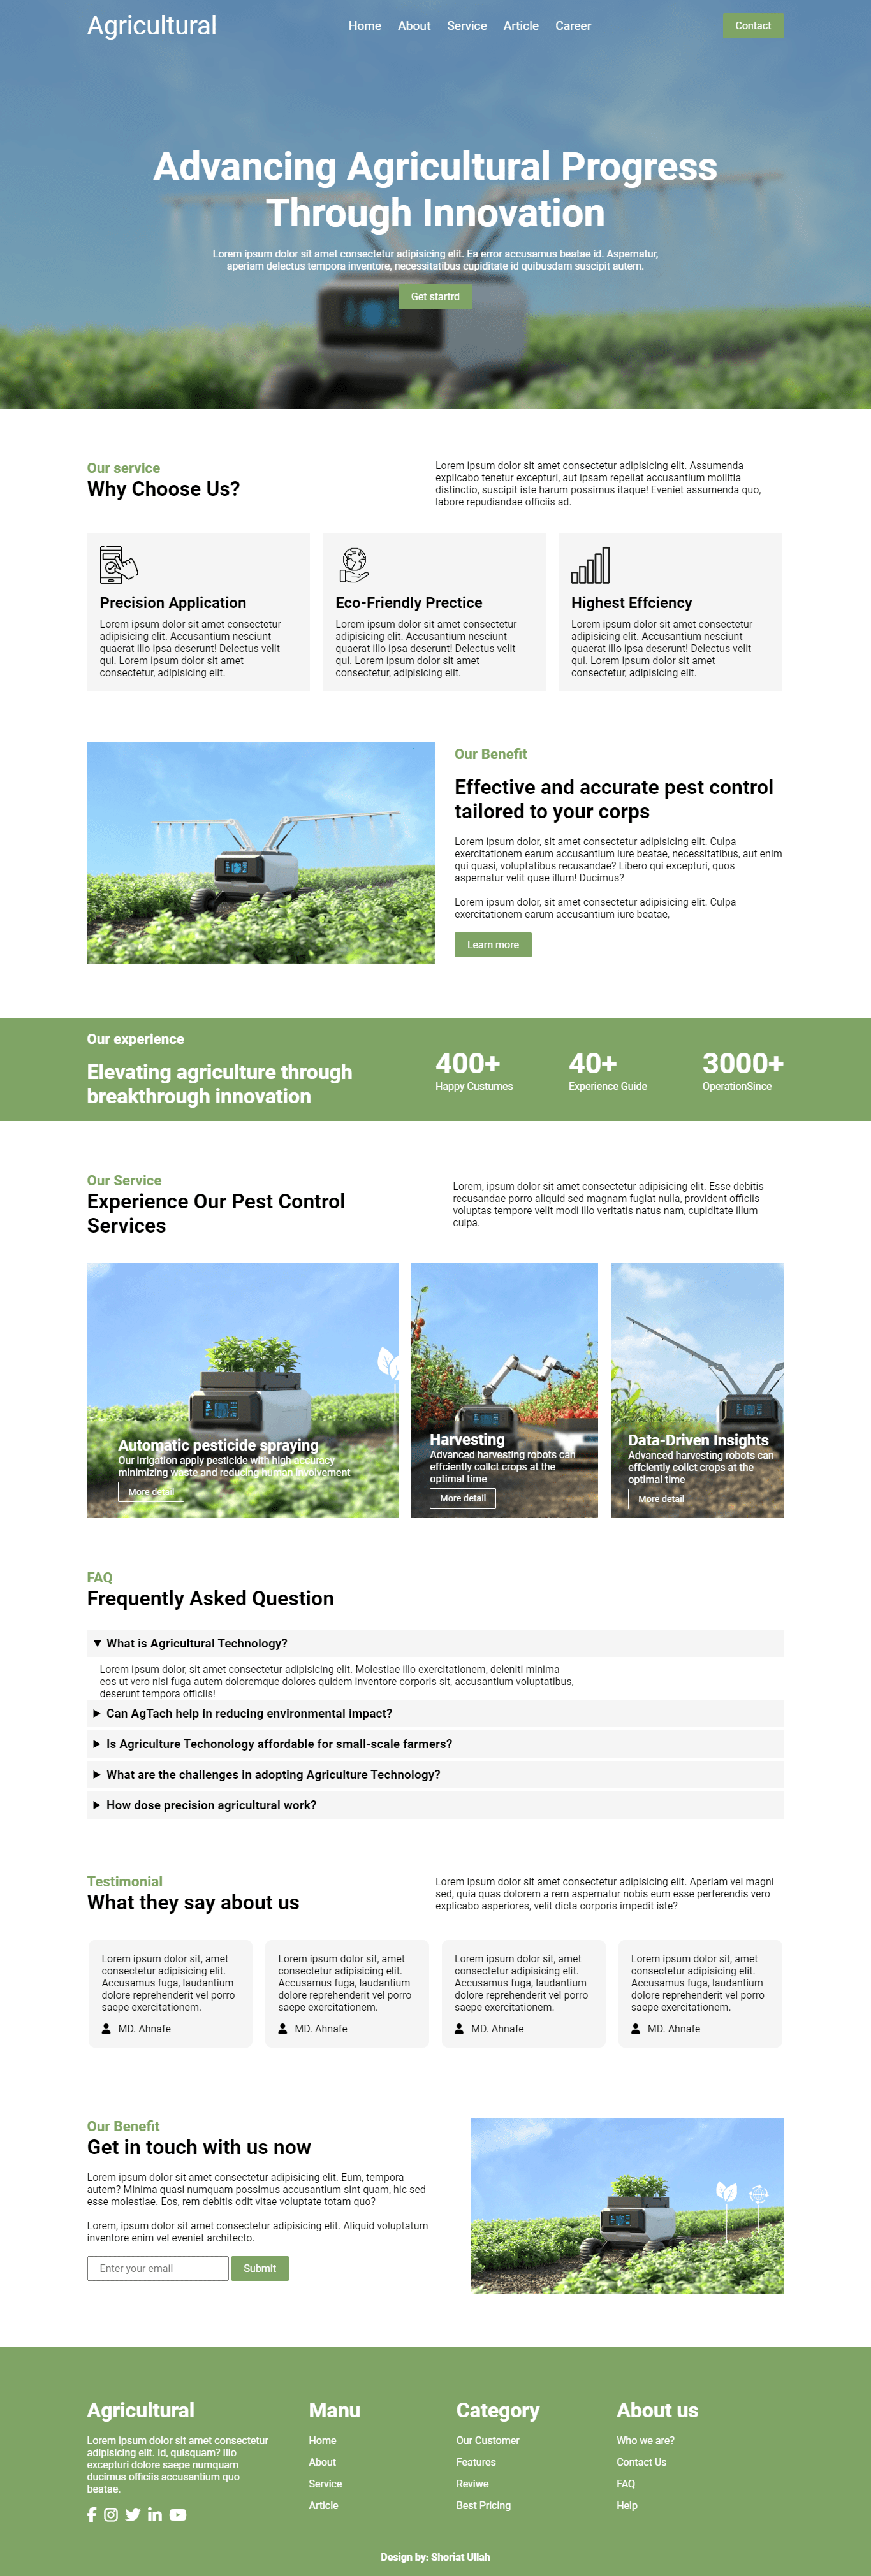 Agricultural
Home About Service Article Career
Contact
Advancing Agricultural Progress
Through Innovation
Lorem ipsum dolor sit amet consectetur adipisicing elit. Ea error accusamus beatae id. Aspernatur,
aperiam delectus tempora inventore, necessitatibus cupiditate id quibusdam suscipit autem.
Get startrd
Our service
Why Choose Us?
Lorem ipsum dolor sit amet consectetur adipisicing elit. Assumenda
explicabo tenetur excepturi, aut ipsam repellat accusantium mollitia
distinctio, suscipit iste harum possimus itaque! Eveniet assumenda quo,
labore repudiandae officiis ad.
Precision Application
Lorem ipsum dolor sit amet consectetur
adipisicing elit. Accusantium nesciunt
quaerat illo ipsa deserunt! Delectus velit
qui. Lorem ipsum dolor sit amet
consectetur, adipisicing elit.
Eco-Friendly Prectice
Lorem ipsum dolor sit amet consectetur
adipisicing elit. Accusantium nesciunt
quaerat illo ipsa deserunt! Delectus velit
qui. Lorem ipsum dolor sit amet
consectetur, adipisicing elit.
Highest Effciency
Lorem ipsum dolor sit amet consectetur
adipisicing elit. Accusantium nesciunt
quaerat illo ipsa deserunt! Delectus velit
qui. Lorem ipsum dolor sit amet
consectetur, adipisicing elit.
Our Benefit
Effective and accurate pest control
tailored to your corps
Lorem ipsum dolor, sit amet consectetur adipisicing elit. Culpa
exercitationem earum accusantium iure beatae, necessitatibus, aut enim
qui quasi, voluptatibus recusandae? Libero qui excepturi, quos
aspernatur velit quae illum! Ducimus?
Lorem ipsum dolor, sit amet consectetur adipisicing elit. Culpa
exercitationem earum accusantium iure beatae,
Learn more
Our experience
Elevating agriculture through
breakthrough innovation
400+
Happy Custumes
40+
Experience Guide
3000+
OperationSince
Our Service
Experience Our Pest Control
Services
Lorem, ipsum dolor sit amet consectetur adipisicing elit. Esse debitis
recusandae porro aliquid sed magnam fugiat nulla, provident officiis
voluptas tempore velit modi illo veritatis natus nam, cupiditate illum
culpa.
Automatic pesticide spraying
Our irrigation apply pesticide with high accuracy
minimizing waste and reducing human involvement
More detail
Harvesting
Advanced harvesting robots can
effciently collct crops at the
optimal time
More detail
Data-Driven Insights
Advanced harvesting robots can
effciently collct crops at the
optimal time
More detail
FAQ
Frequently Asked Question
What is Agricultural Technology?
Lorem ipsum dolor, sit amet consectetur adipisicing elit. Molestiae illo exercitationem, deleniti minima
eos ut vero nisi fuga autem doloremque dolores quidem inventore corporis sit, accusantium voluptatibus,
deserunt tempora officiis!
Can AgTach help in reducing environmental impact?
Is Agriculture Techonology affordable for small-scale farmers?
What are the challenges in adopting Agriculture Technology?
How dose precision agricultural work?
Testimonial
What they say about us
Lorem ipsum dolor sit amet consectetur adipisicing elit. Aperiam vel magni
sed, quia quas dolorem a rem aspernatur nobis eum esse perferendis vero
explicabo asperiores, velit dicta corporis impedit iste?
Lorem ipsum dolor sit, amet
consectetur adipisicing elit.
Accusamus fuga, laudantium
dolore reprehenderit vel porro
saepe exercitationem.
MD. Ahnafe
Lorem ipsum dolor sit, amet
consectetur adipisicing elit.
Accusamus fuga, laudantium
dolore reprehenderit vel porro
saepe exercitationem.
MD. Ahnafe
Lorem ipsum dolor sit, amet
consectetur adipisicing elit.
Accusamus fuga, laudantium
dolore reprehenderit vel porro
saepe exercitationem.
MD. Ahnafe
Lorem ipsum dolor sit, amet
consectetur adipisicing elit.
Accusamus fuga, laudantium
dolore reprehenderit vel porro
saepe exercitationem.
MD. Ahnafe
Our Benefit
Get in touch with us now
Lorem ipsum dolor sit amet consectetur adipisicing elit. Eum, tempora
autem? Minima quasi numquam possimus accusantium sint quam, hic sed
esse molestiae. Eos, rem debitis odit vitae voluptate totam quo?
Lorem, ipsum dolor sit amet consectetur adipisicing elit. Aliquid voluptatum
inventore enim vel eveniet architecto.
Enter your email
Submit
Agricultural
Lorem ipsum dolor sit amet consectetur
adipisicing elit. Id, quisquam? Illo
excepturi dolore saepe numquam
ducimus officiis accusantium quo
beatae.
Manu
Home
About
Service
Article
Category
Our Customer
Features
Reviwe
Best Pricing
About us
Who we are?
Contact Us
FAQ
Help
Design by: Shoriat Ullah